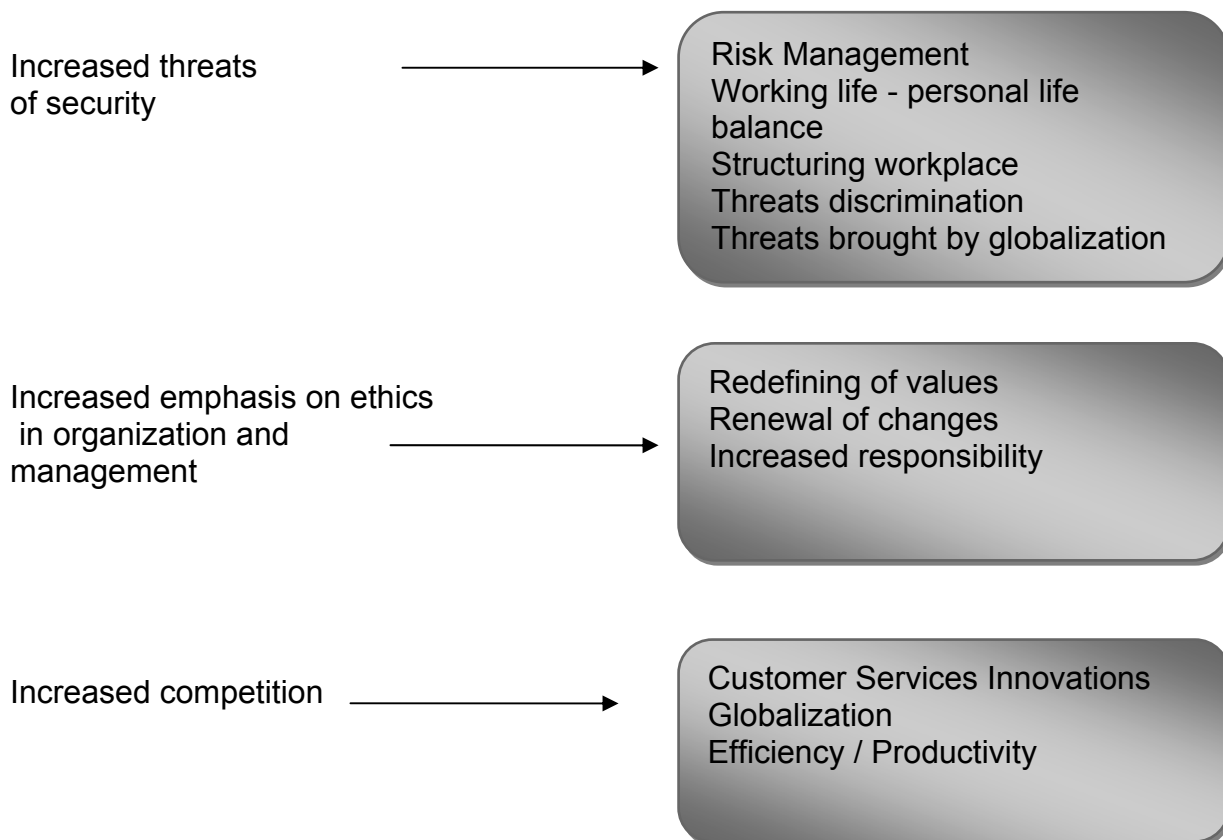 Increased threats
of security
Risk Management
Working life - personal life
balance
Structuring workplace
Threats discrimination
Threats brought by globalization
Increased emphasis on ethics
in organization and
management
Redefining of values
Renewal of changes
Increased responsibility
Increased competition
Customer Services Innovations
Globalization
Efficiency / Productivity